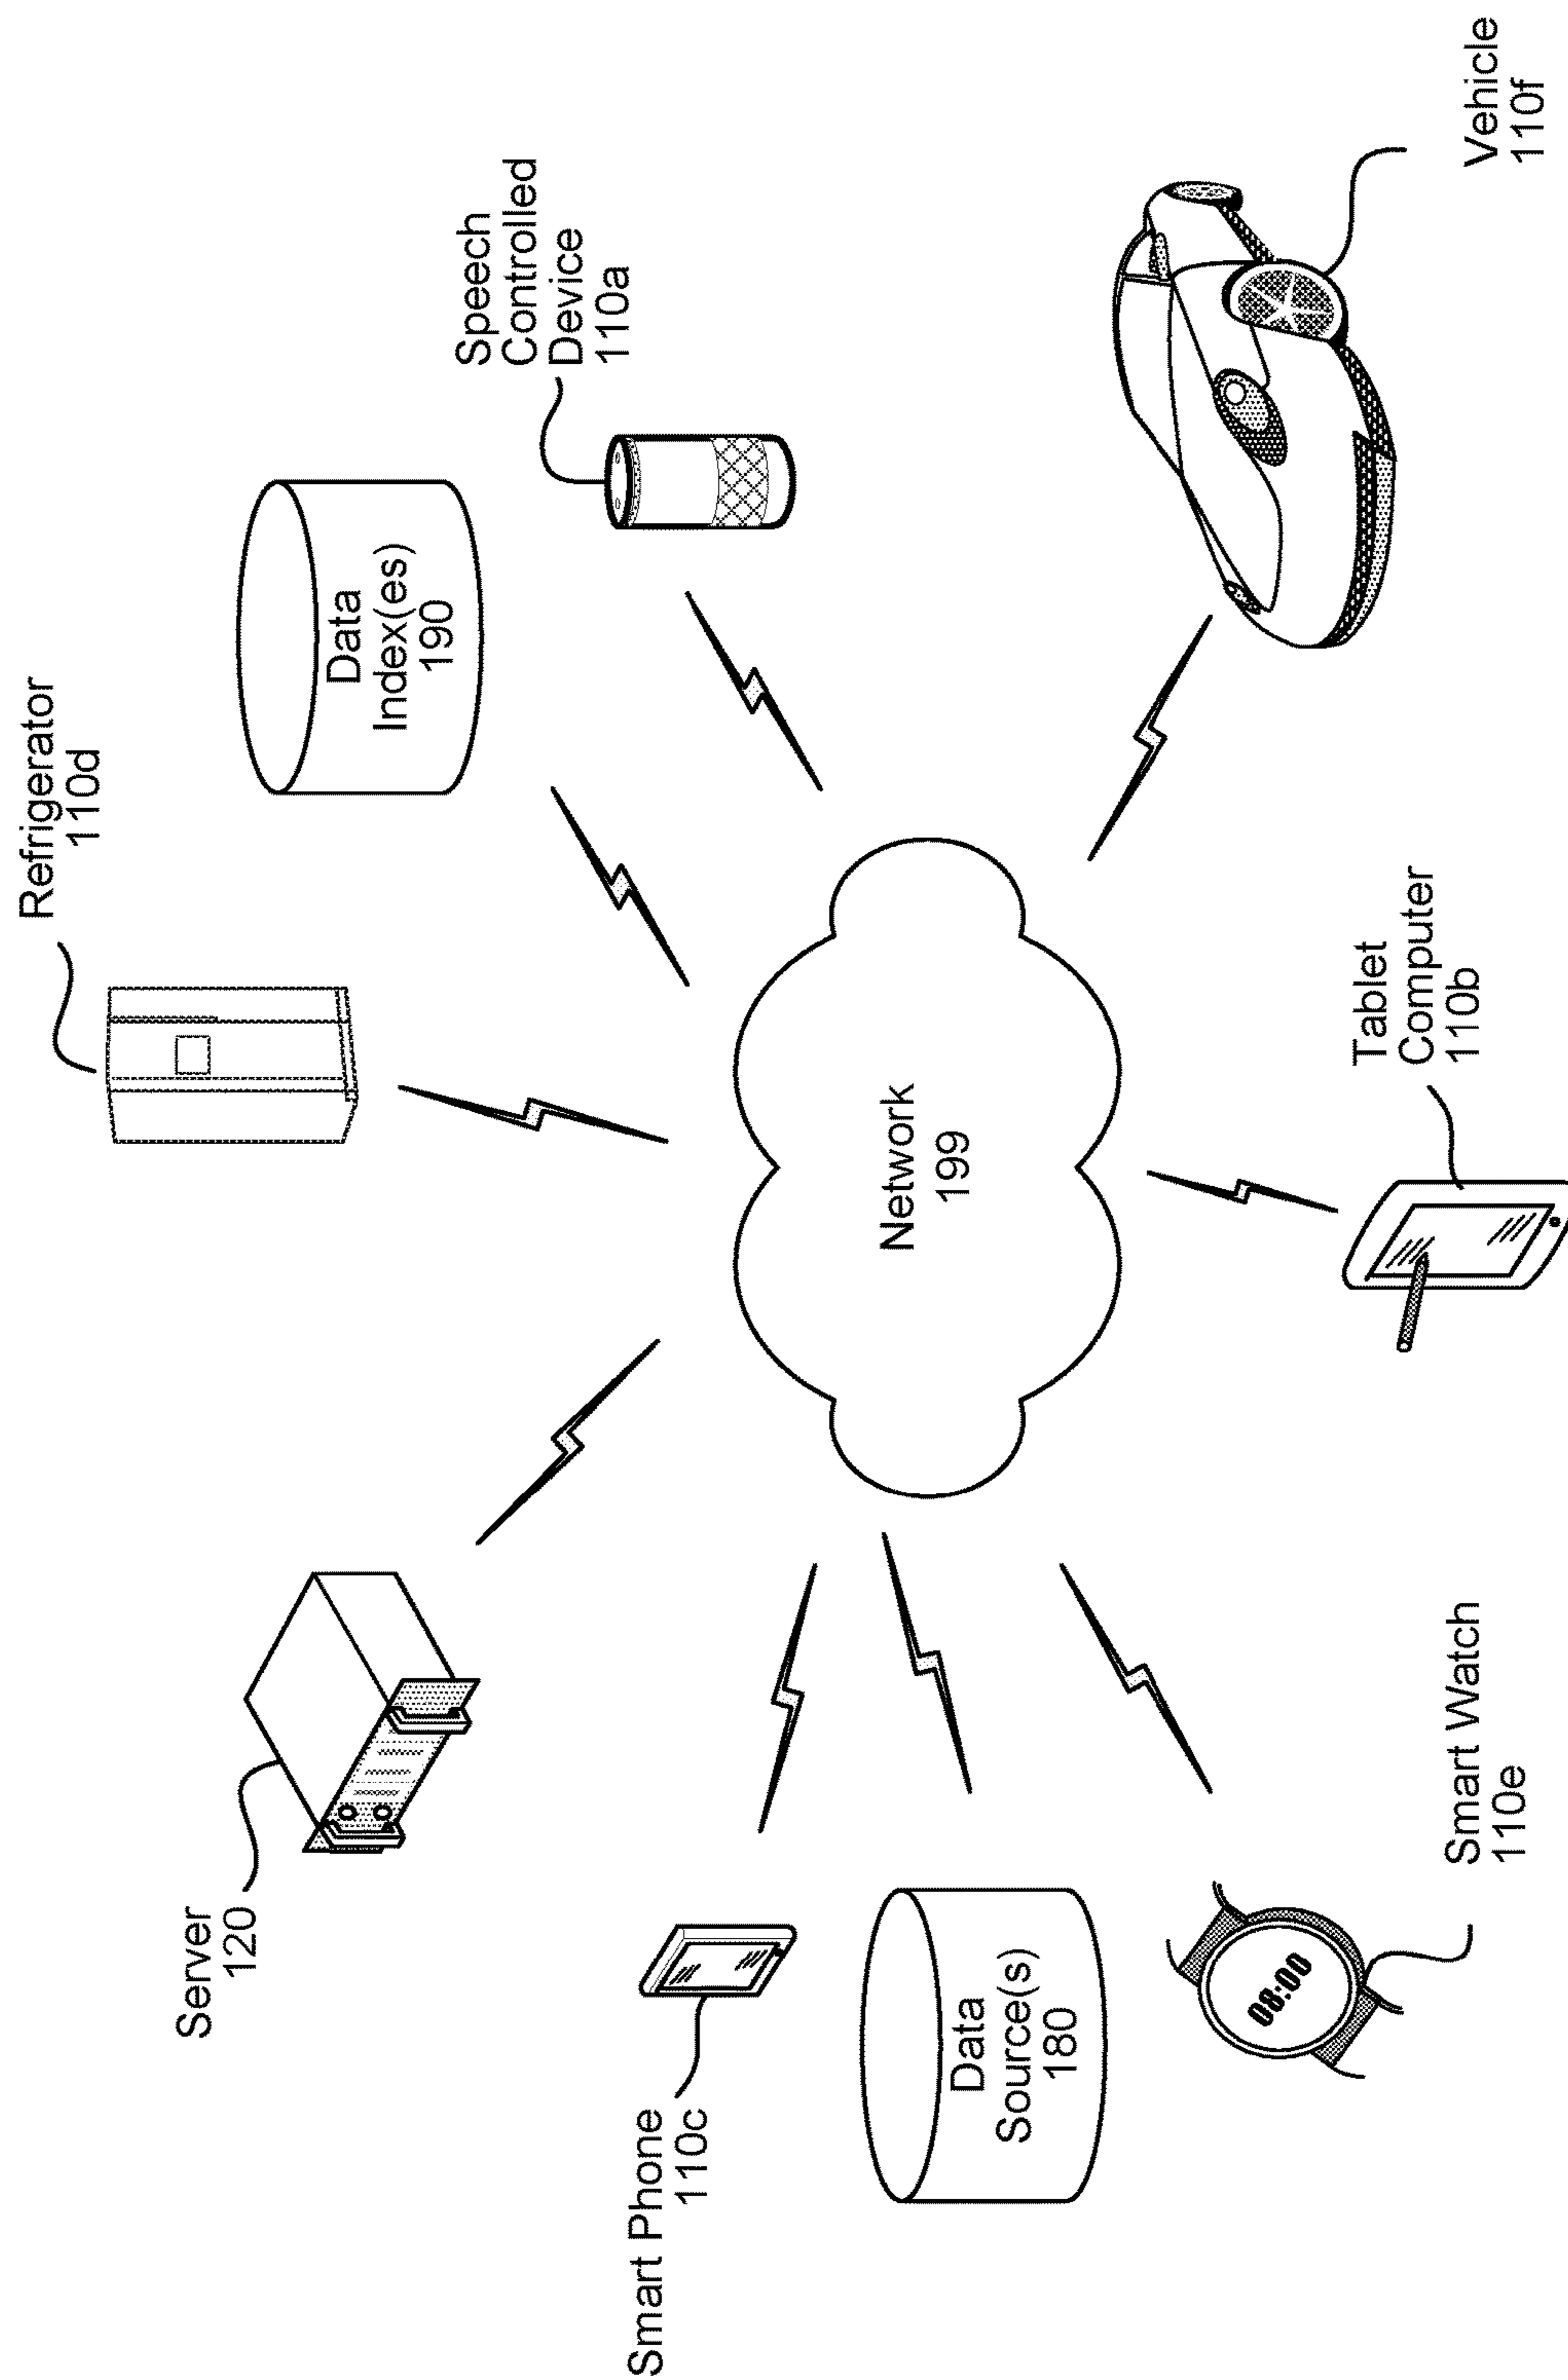 Server
120
Refrigerator
110d
Data
Index(es)
190
Speech
Controlled
Device
110a
Smart Phone
110c
Network
199
Data
Source(s)
180
08:00
Smart Watch
110e
Tablet
Computer
110b
Vehicle
110f